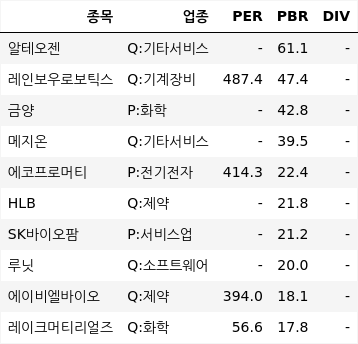 종목 업종 PER PBR DIV
알테오젠 Q:기타서비스 - 61.1 -
레인보우로보틱스 Q:기계장비 487.4 47.4 -
금양 P:화학 - 42.8 -
메지온 Q:기타서비스 - 39.5 -
에코프로머티 P:전기전자 414.3 22.4 -
HLB Q:제약 - 21.8 -
SK바이오팜 P:서비스업 - 21.2 -
루닛 Q:소프트웨어 - 20.0 -
에이비엘바이오 Q:제약 394.0 18.1 -
레이크머티리얼즈 Q:화학 56.6 17.8 -